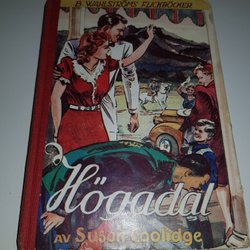 B. WAHLSTRÖMS FLICKBÖCKER
Högadal
AV Susan Coolidge